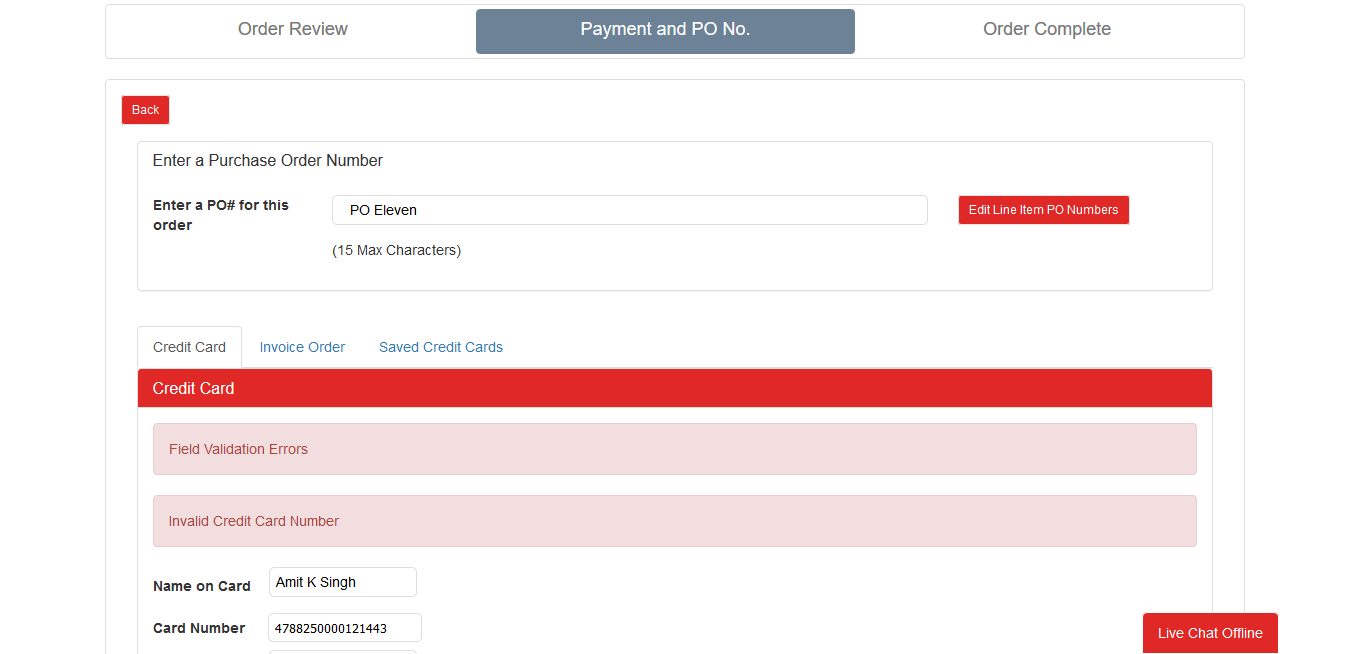 Order Review
Payment and PO No.
Order Complete
Back
Enter a Purchase Order Number
Enter a PO# for this
order
PO Eleven
Edit Line Item PO Numbers
(15 Max Characters)
Credit Card
Invoice Order
Saved Credit Cards
Credit Card
Field Validation Errors
Invalid Credit Card Number
Name on Card
Amit K Singh
Card Number
4788250000121443
Live Chat Offline